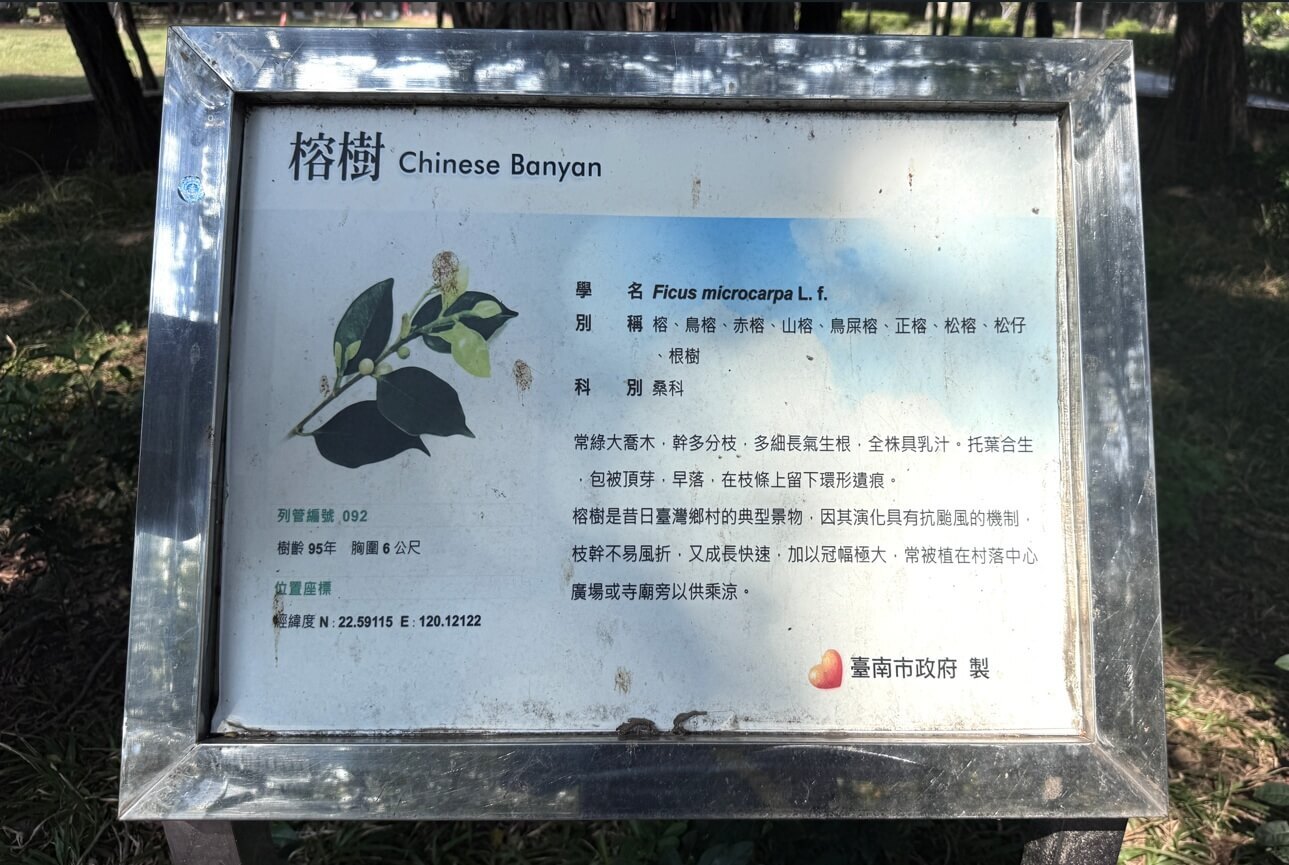 榕樹 Chinese Banyan
學 名 Ficus microcarpa L. f.
別 稱 榕、鳥榕、赤榕、山榕、鳥屎榕、正榕、松榕、松仔
、根樹
科 別 桑科
常綠大喬木，幹多分枝，多細長氣生根，全株具乳汁。托葉合生
，包被頂芽，早落，在枝條上留下環形遺痕。
榕樹是昔日臺灣鄉村的典型景物，因其演化具有抗颱風的機制，
枝幹不易風折，又成長快速，加以冠幅極大，常被植在村落中心
廣場或寺廟旁以供乘涼。
列管編號 092
樹齡 95年 胸圍 6 公尺
位置座標
經緯度 N : 22.59115 E : 120.12122
臺南市政府 製